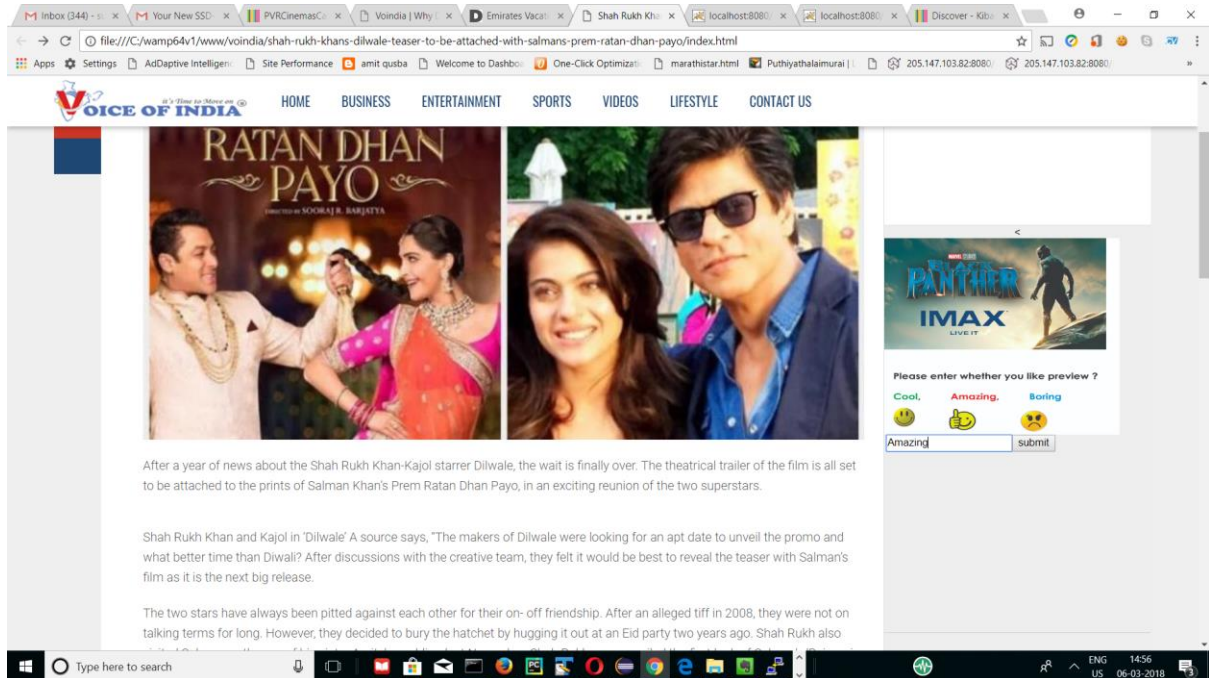 Inbox (344) - su
Your New SSD-
PVRCinemasCa
Voindia | Why D
Emirates Vacati
Shah Rukh Kha
localhost:8080/
localhost:8080/
Discover - Kiba
file:///C:/wamp64v1/www/voindia/shah-rukh-khans-dilwale-teaser-to-be-attached-with-salmans-prem-ratan-dhan-payo/index.html
Apps Settings AdDaptive Intelligenc Site Performance amit qusba Welcome to Dashboa One-Click Optimizati marathistar.html Puthiyathalaimurai | L 205.147.103.82:8080/ 205.147.103.82:8080/ »
it's Time to Move on
VOICE OF INDIA
HOME BUSINESS ENTERTAINMENT SPORTS VIDEOS LIFESTYLE CONTACT US
RATAN DHAN
PAYO
DIRECTED BY SOORAJ R. BARJATYA
<
MARVEL STUDIOS
BLACK
PANTHER
IMAX
LIVE IT
Please enter whether you like preview ?
Cool, Amazing, Boring
Amazing submit
After a year of news about the Shah Rukh Khan-Kajol starrer Dilwale, the wait is finally over. The theatrical trailer of the film is all set
to be attached to the prints of Salman Khan's Prem Ratan Dhan Payo, in an exciting reunion of the two superstars.
Shah Rukh Khan and Kajol in 'Dilwale' A source says, "The makers of Dilwale were looking for an apt date to unveil the promo and
what better time than Diwali? After discussions with the creative team, they felt it would be best to reveal the teaser with Salman's
film as it is the next big release.
The two stars have always been pitted against each other for their on- off friendship. After an alleged tiff in 2008, they were not on
talking terms for long. However, they decided to bury the hatchet by hugging it out at an Eid party two years ago. Shah Rukh also
Type here to search
ENG 14:56
US 06-03-2018
3